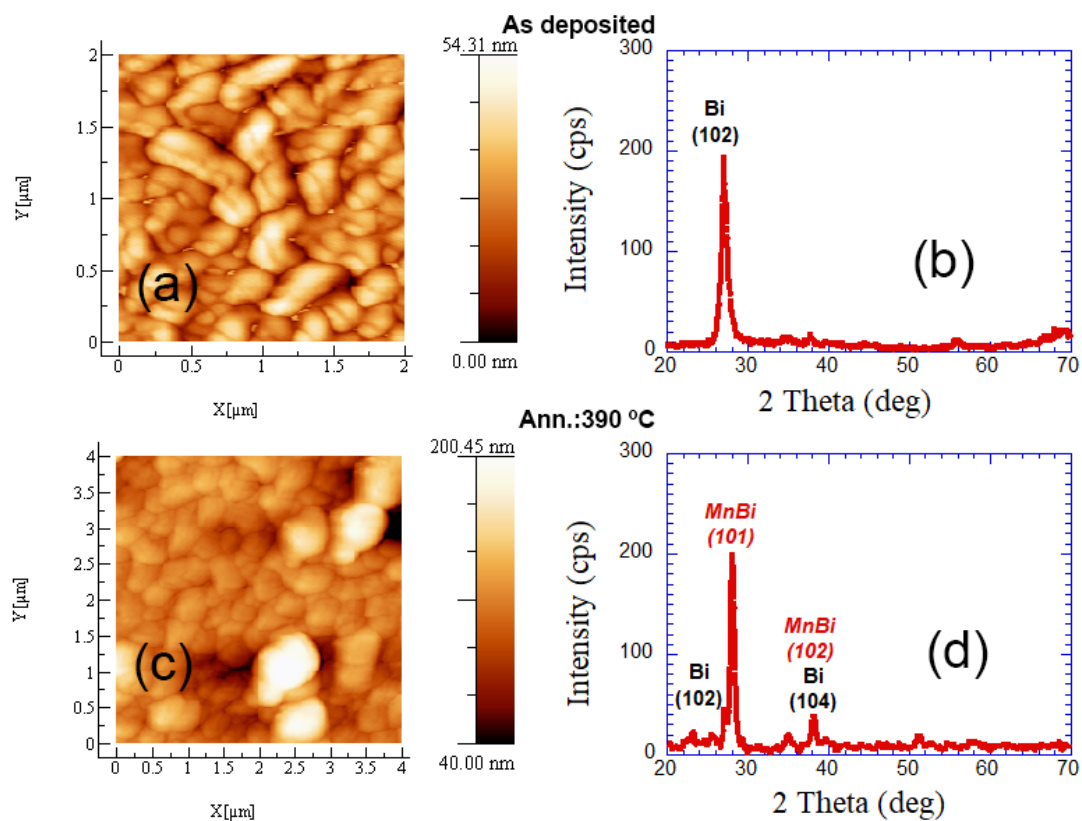 As deposited
54.31 nm
0.00 nm
2
1.5
1
0.5
0
Y[µm]
0
0.5
1
1.5
2
X[µm]
(a)
300
200
100
0
Intensity (cps)
Bi
(102)
(b)
20
30
40
50
60
70
2 Theta (deg)
Ann.:390 ºC
200.45 nm
40.00 nm
4
3.5
3
2.5
2
1.5
1
0.5
0
Y[µm]
0
0.5
1
1.5
2
2.5
3
3.5
4
X[µm]
(c)
300
200
100
0
Intensity (cps)
MnBi
(101)
MnBi
(102)
Bi
(102)
Bi
(104)
(d)
20
30
40
50
60
70
2 Theta (deg)